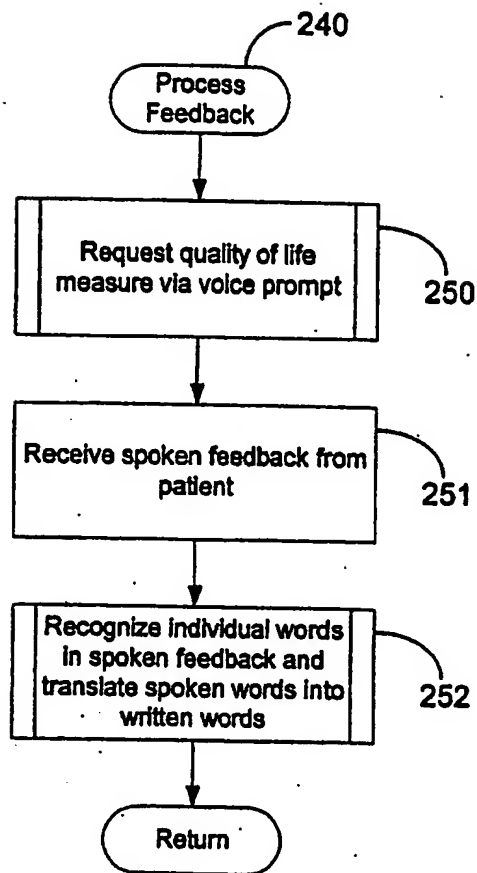 240
Process
Feedback
Request quality of life
measure via voice prompt
250
Receive spoken feedback from
patient
251
Recognize individual words
in spoken feedback and
translate spoken words into
written words
252
Return